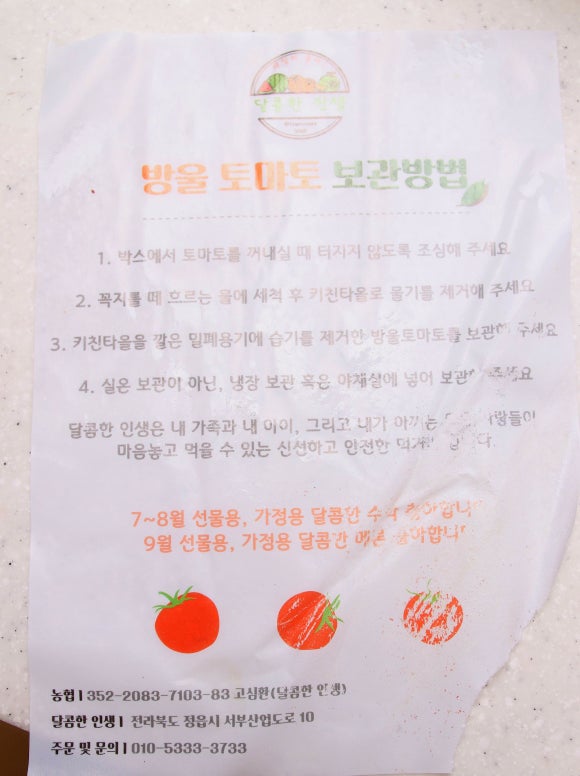 달콤한 인생
방울 토마토 보관방법
1. 박스에서 토마토를 꺼내실 때 터지지 않도록 조심해 주세요
2. 꼭지를 떼 흐르는 물에 세척 후 키친타올로 물기를 제거해 주세요
3. 키친타올을 깔은 밀폐용기에 습기를 제거한 방울토마토를 보관해 주세요
4. 실온 보관이 아닌, 냉장 보관 혹은 야채실에 넣어 보관 주세요
달콤한 인생은 내 가족과 내 아이, 그리고 내가 아끼는 사람들이
마음놓고 먹을 수 있는 신선하고 안전한
7~8월 선물용, 가정용 달콤한 수박
9월 선물용, 가정용 달콤한 메론
농협 | 352-2083-7103-83 고심환(달콤한 인생)
달콤한 인생 | 전라북도 정읍시 서부산업도로 10
주문 및 문의 | 010-5333-3733